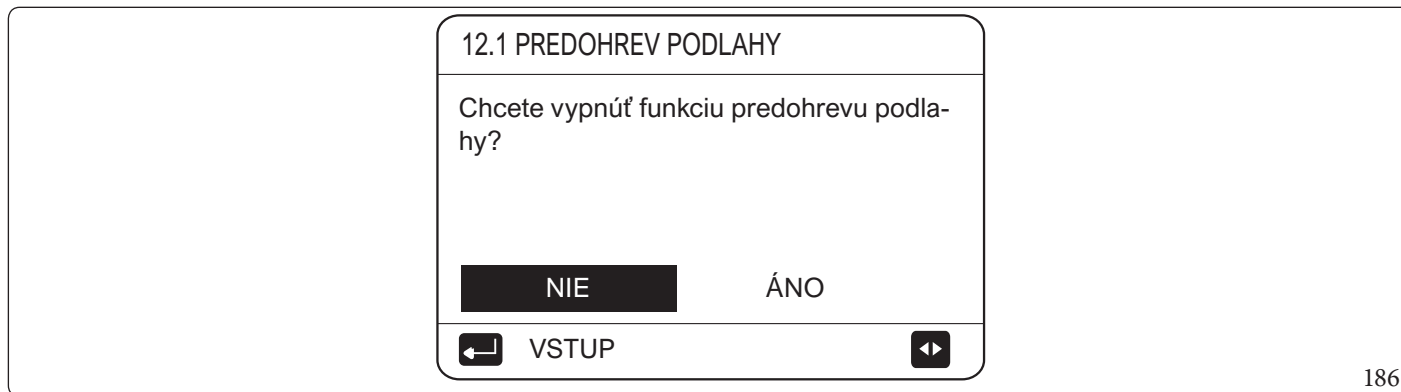 12.1 PREDOHREV PODLAHY
Chcete vypnúť funkciu predohrevu podla-
hy?
NIE ÁNO
VSTUP
186